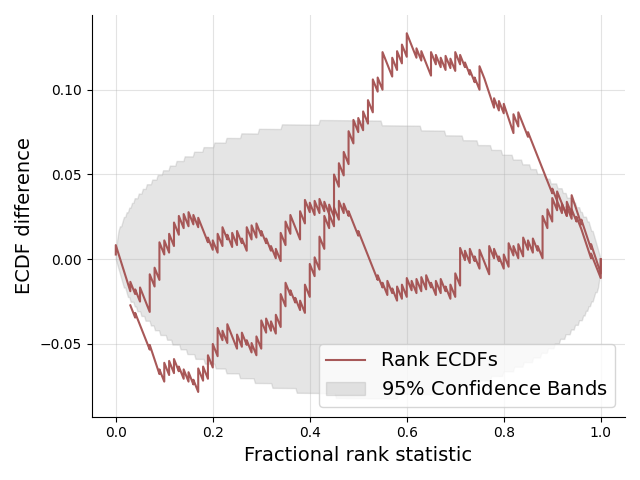 0.10
0.05
0.00
−0.05
ECDF difference
0.0 0.2 0.4 0.6 0.8 1.0
Fractional rank statistic
Rank ECDFs
95% Confidence Bands